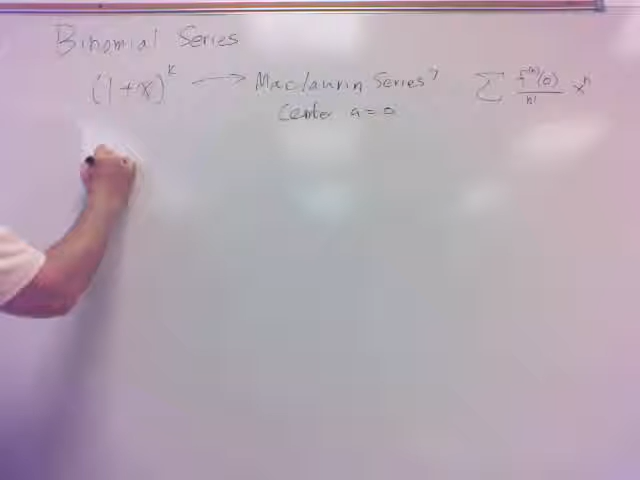 Binomial Series
(1+x)^k → Maclaurin Series? ∑ f^(n)(0)/n! x^n
Center a=0